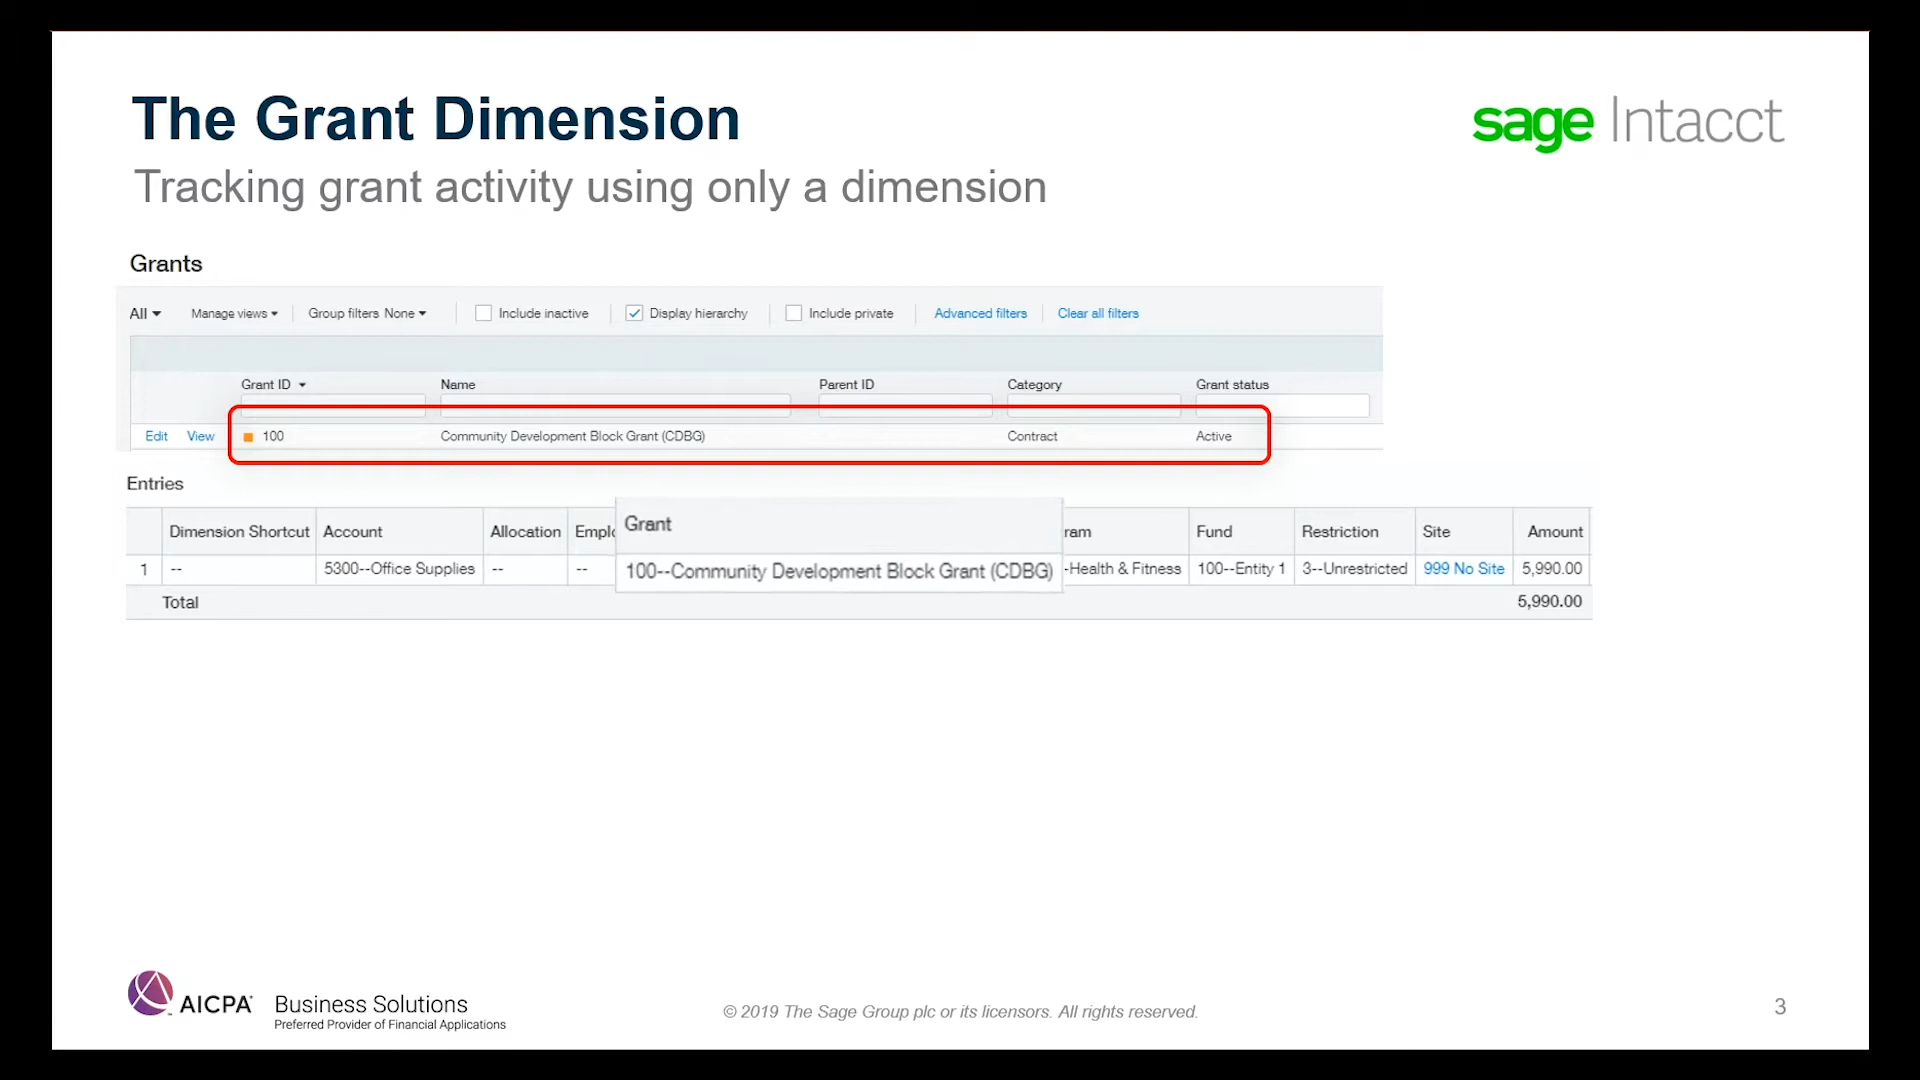 The Grant Dimension
sage Intacct
Tracking grant activity using only a dimension
Grants
All Manage views Group filters None Include inactive Display hierarchy Include private Advanced filters Clear all filters
Grant ID Name Parent ID Category Grant status
Edit View 100 Community Development Block Grant (CDBG) Contract Active
Entries
Dimension Shortcut Account Allocation Emplo Grant ram Fund Restriction Site Amount
1 -- 5300--Office Supplies -- -- 100--Community Development Block Grant (CDBG) -Health & Fitness 100--Entity 1 3--Unrestricted 999 No Site 5,990.00
Total 5,990.00
AICPA Business Solutions
Preferred Provider of Financial Applications
© 2019 The Sage Group plc or its licensors. All rights reserved.
3